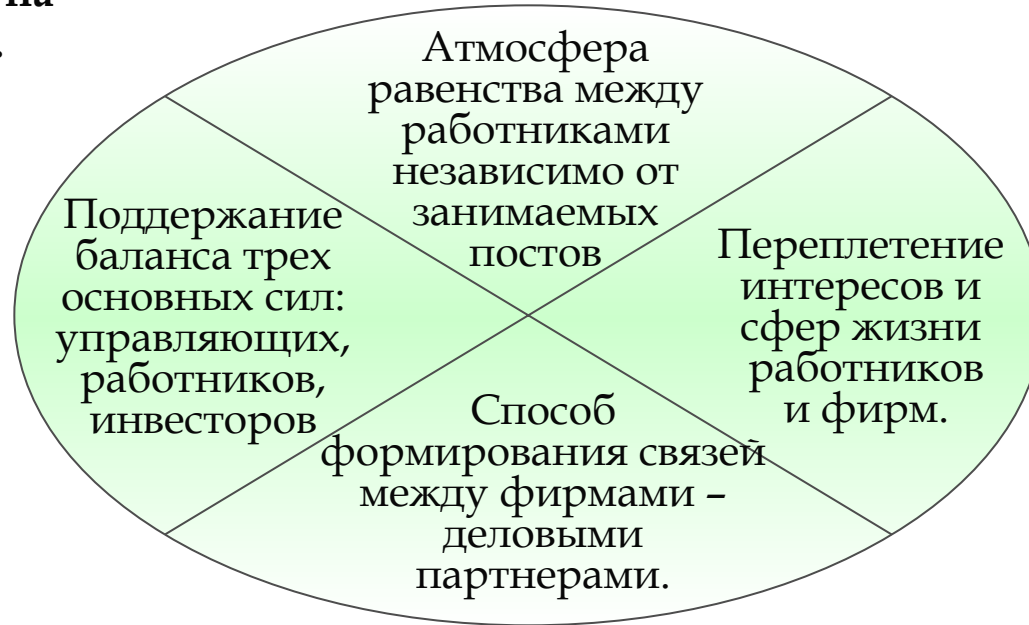 Атмосфера
равенства между
работниками
независимо от
занимаемых
постов
Поддержание
баланса трех
основных сил:
управляющих,
работников,
инвесторов
Переплетение
интересов и
сфер жизни
работников
и фирм.
Способ
формирования связей
между фирмами –
деловыми
партнерами.